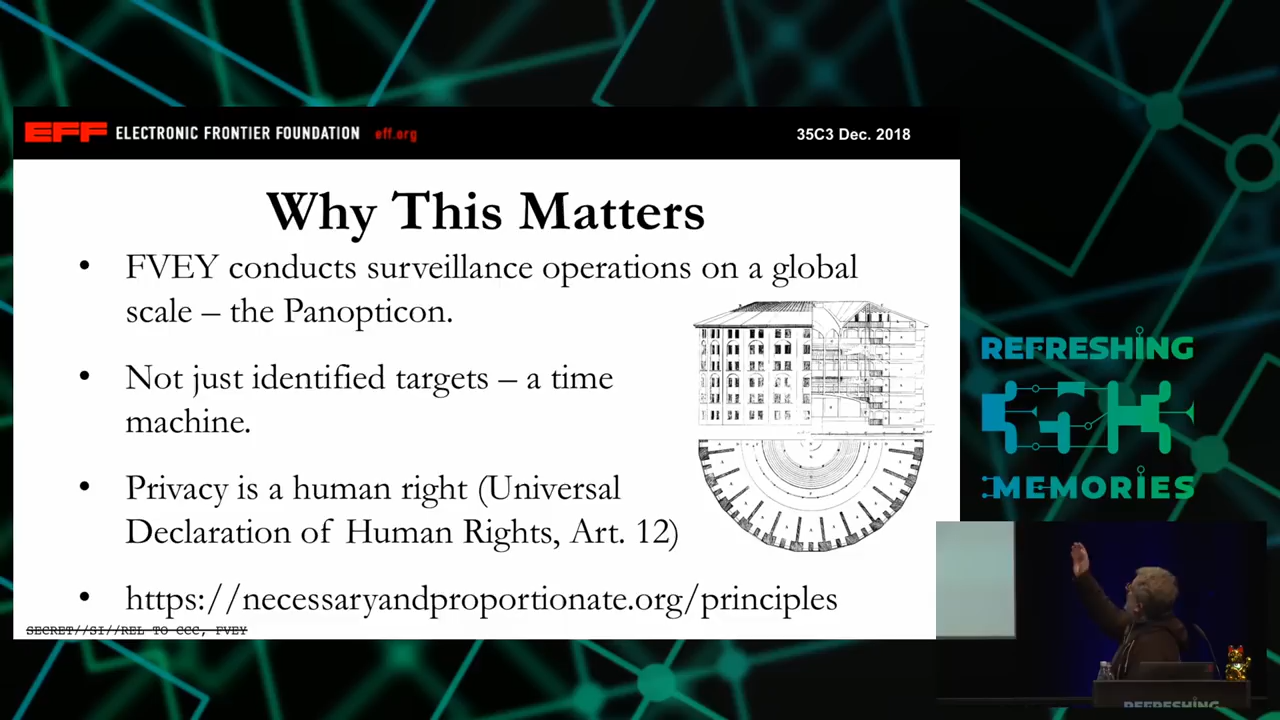 EFF ELECTRONIC FRONTIER FOUNDATION eff.org
35C3 Dec. 2018
Why This Matters
• FVEY conducts surveillance operations on a global
scale – the Panopticon.
• Not just identified targets – a time
machine.
• Privacy is a human right (Universal
Declaration of Human Rights, Art. 12)
• https://necessaryandproportionate.org/principles
SECRET//SI//REL TO CCC, FVEY
REFRESHING
35C3
MEMORIES
REFRESHING